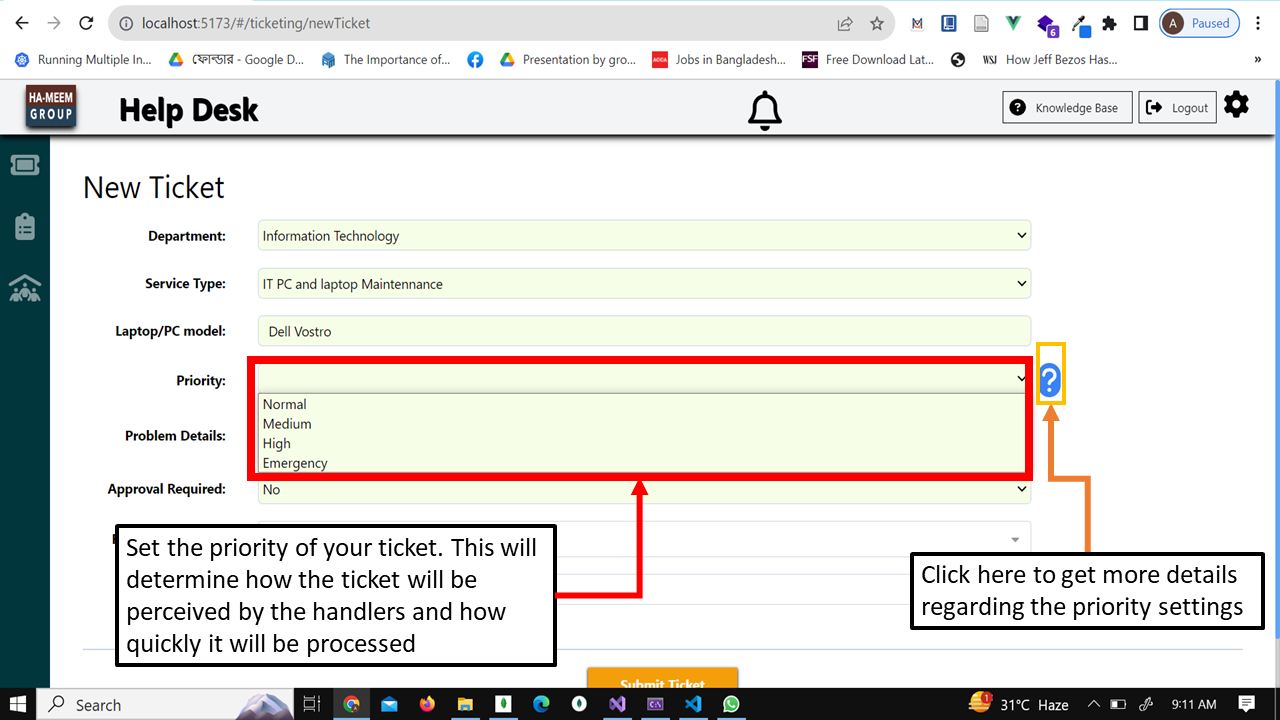 localhost:5173/#/ticketing/newTicket
A Paused
6
Running Multiple In...
ফোল্ডার - Google D...
The Importance of...
Presentation by gro...
ACCA Jobs in Bangladesh...
FSF Free Download Lat...
WSJ How Jeff Bezos Has...
»
HA-MEEM
GROUP
Help Desk
? Knowledge Base
Logout
New Ticket
Department: Information Technology
Service Type: IT PC and laptop Maintennance
Laptop/PC model: Dell Vostro
Priority:
?
Normal
Medium
High
Emergency
Problem Details:
Approval Required: No
Set the priority of your ticket. This will
determine how the ticket will be
perceived by the handlers and how
quickly it will be processed
Click here to get more details
regarding the priority settings
Submit Ticket
Search
1
31°C Haze
9:11 AM